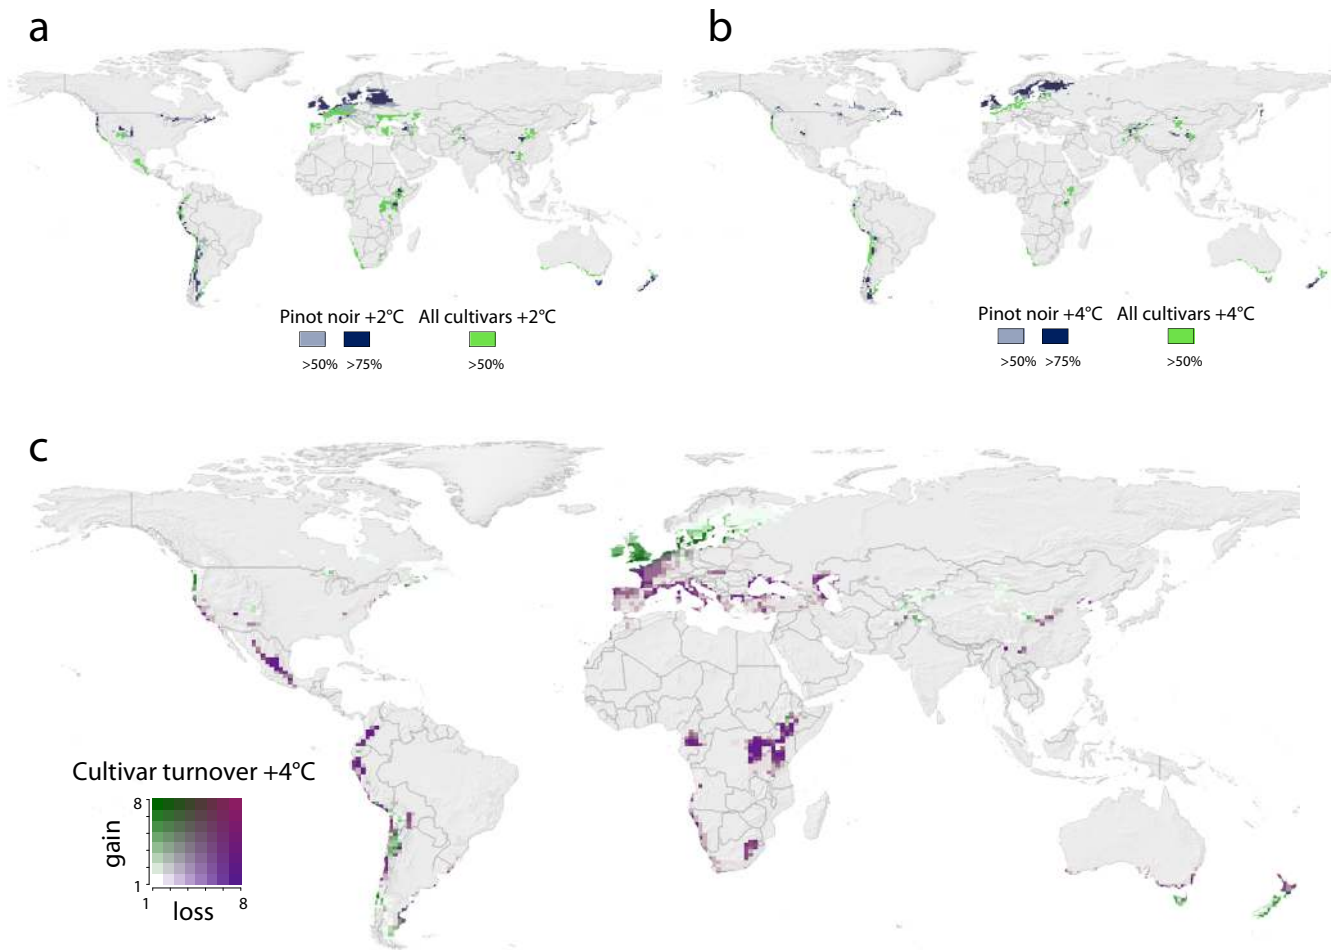 a
b
Pinot noir +2°C All cultivars +2°C
>50% >75% >50%
Pinot noir +4°C All cultivars +4°C
>50% >75% >50%
c
Cultivar turnover +4°C
8
gain
1
1 8
loss